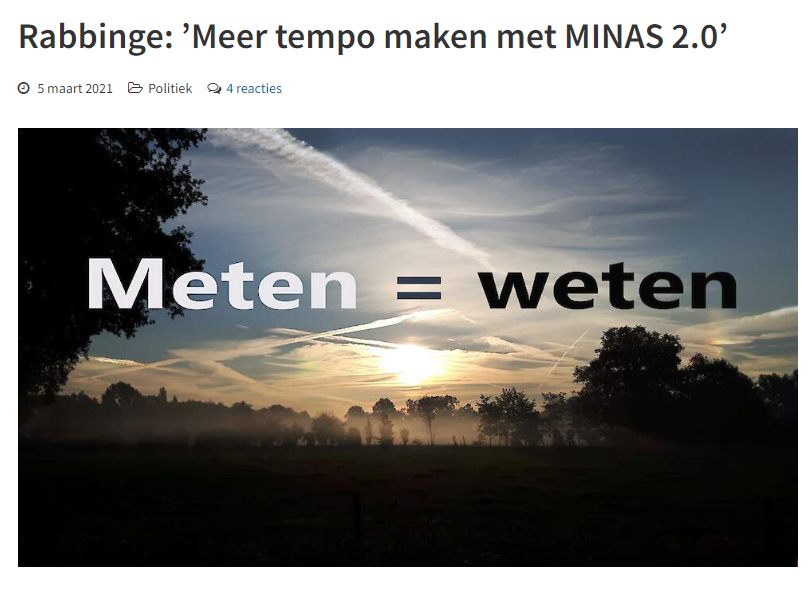 Rabbinge: ’Meer tempo maken met MINAS 2.0’
5 maart 2021 Politiek 4 reacties
Meten = weten